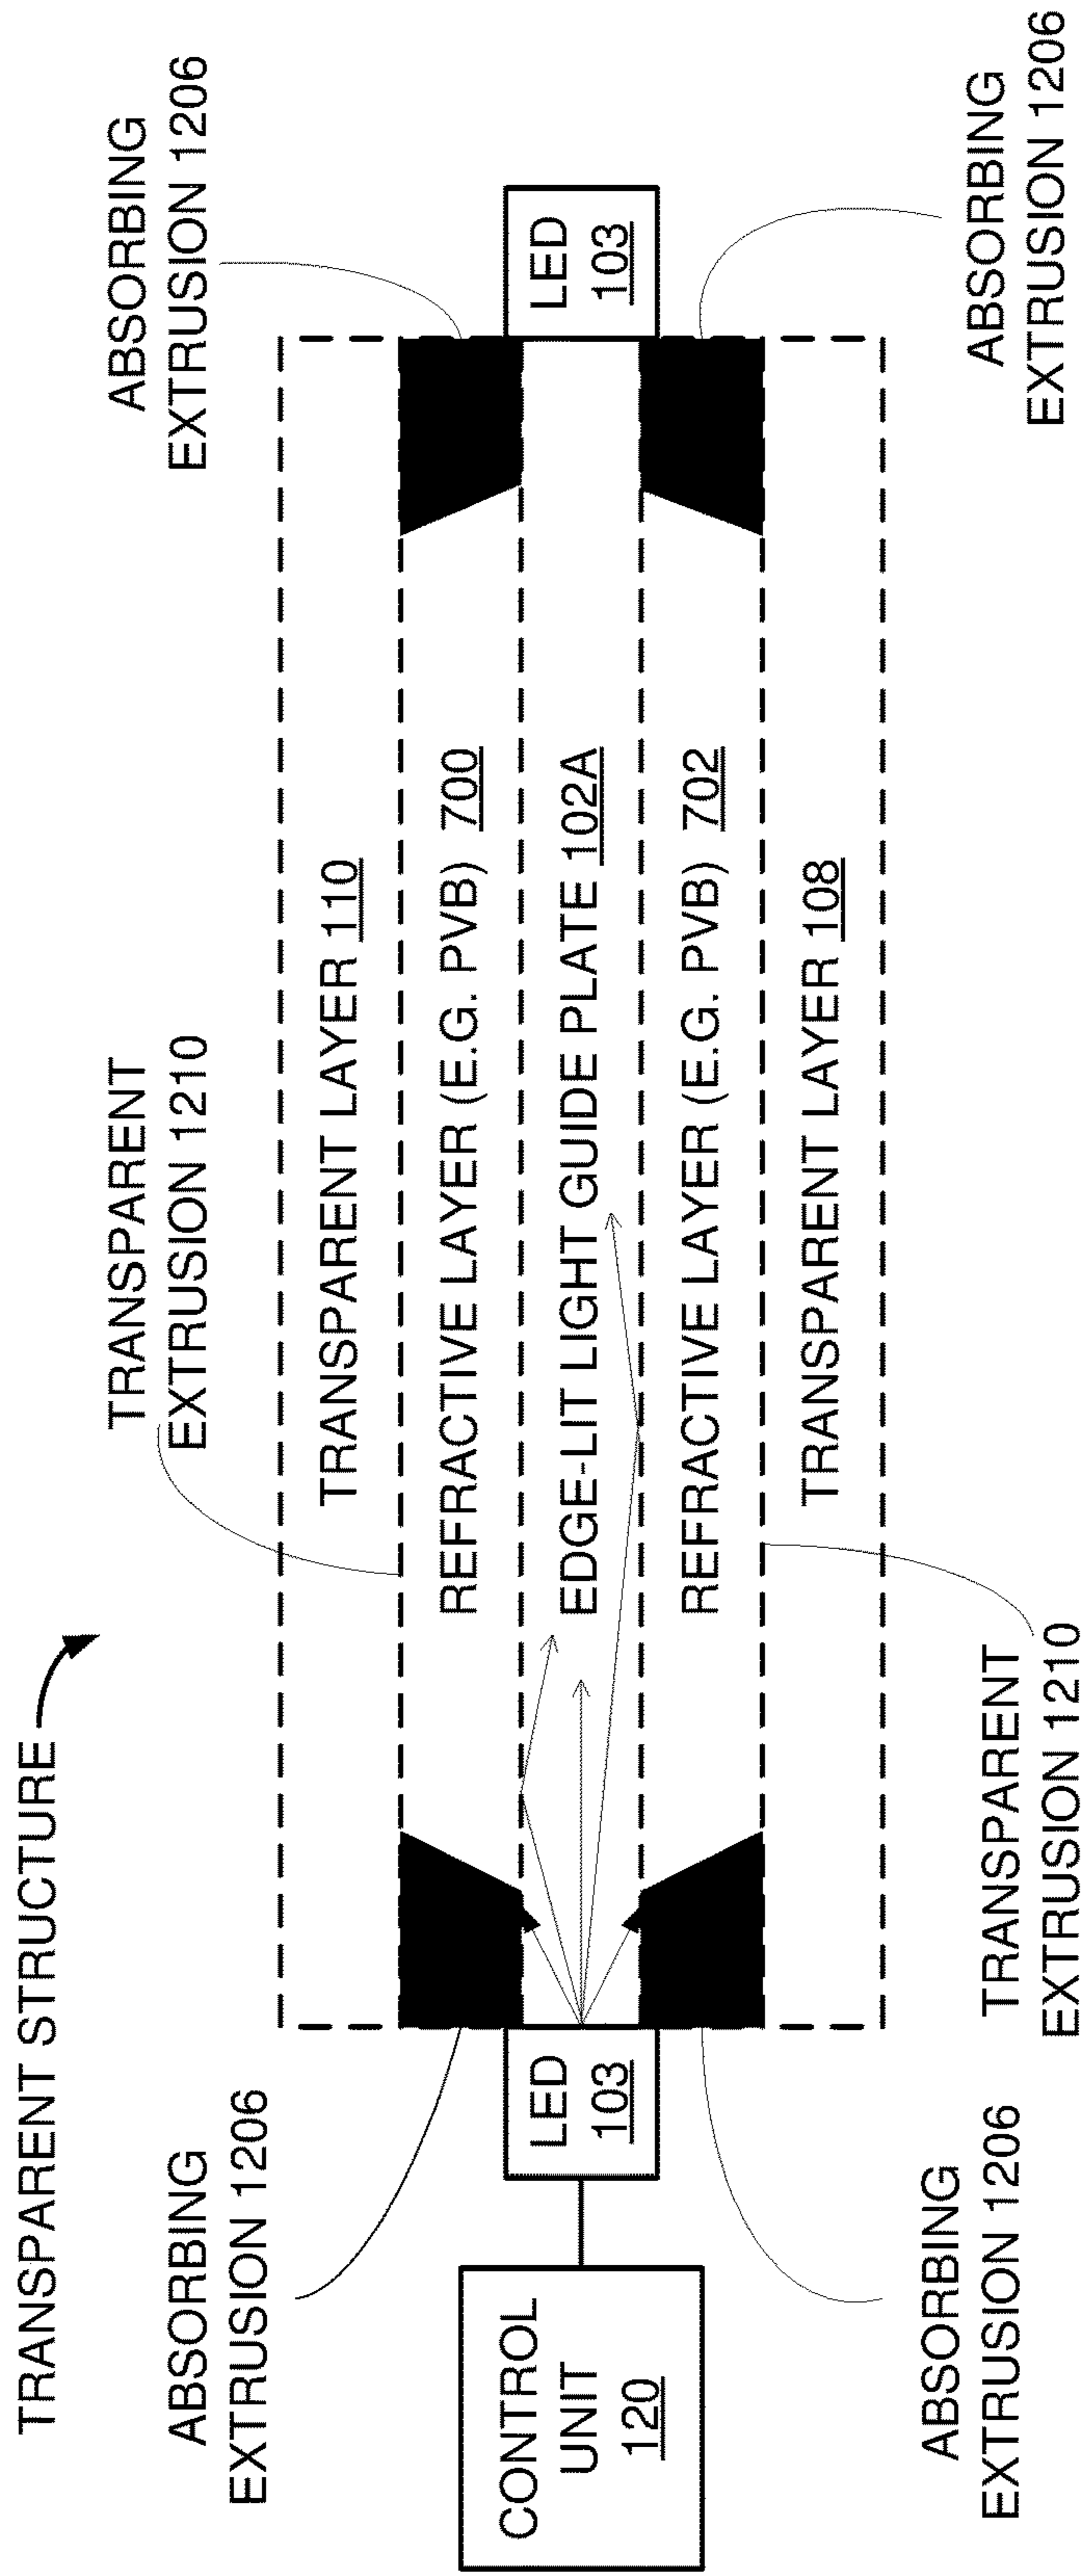 TRANSPARENT STRUCTURE
ABSORBING
EXTRUSION 1206
TRANSPARENT
EXTRUSION 1210
ABSORBING
EXTRUSION 1206
TRANSPARENT LAYER 110
REFRACTIVE LAYER (E.G. PVB) 700
CONTROL
UNIT
120
LED
103
EDGE-LIT LIGHT GUIDE PLATE 102A
LED
103
REFRACTIVE LAYER (E.G. PVB) 702
TRANSPARENT LAYER 108
ABSORBING
EXTRUSION 1206
TRANSPARENT
EXTRUSION 1210
ABSORBING
EXTRUSION 1206